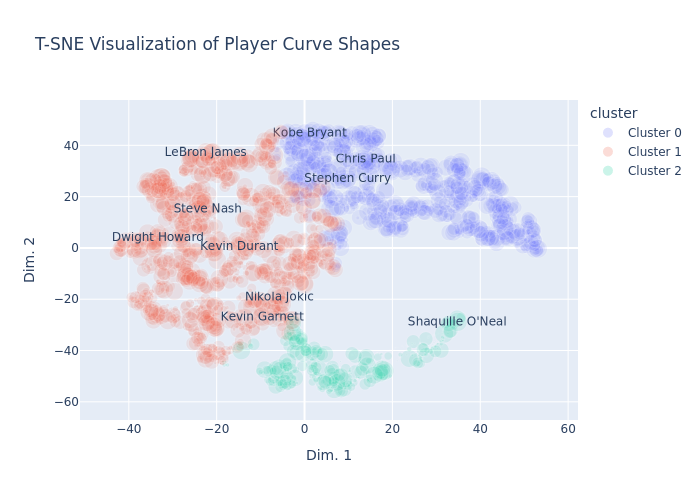 T-SNE Visualization of Player Curve Shapes
cluster
Cluster 0
Cluster 1
Cluster 2
Kobe Bryant
LeBron James
Chris Paul
Stephen Curry
Steve Nash
Dwight Howard
Kevin Durant
Nikola Jokic
Kevin Garnett
Shaquille O'Neal
40
20
0
−20
−40
−60
Dim. 2
−40
−20
0
20
40
60
Dim. 1